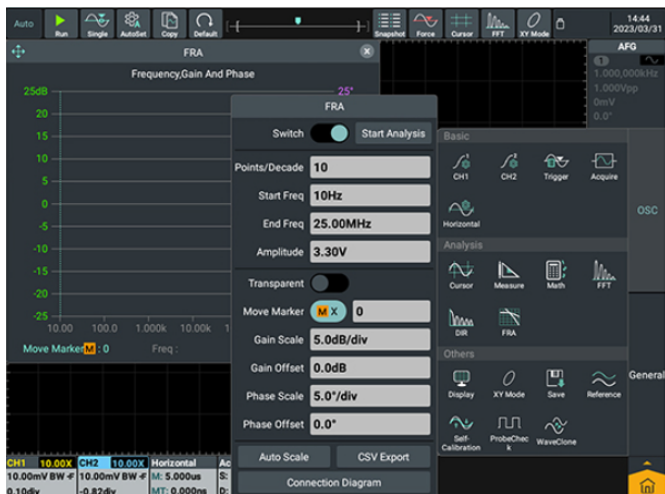 Auto Run Single AutoSet Copy Default Snapshot Force Cursor FFT XY Mode 14:44
2023/03/31
FRA
Frequency,Gain And Phase
25dB
25°
20
15
10
5
0
-5
-10
-15
-20
-25
10.00 100.0 1.000k 10.00k 1
Move Marker M : 0 Freq :
FRA
Switch Start Analysis
Points/Decade 10
Start Freq 10Hz
End Freq 25.00MHz
Amplitude 3.30V
Transparent
Move Marker M X 0
Gain Scale 5.0dB/div
Gain Offset 0.0dB
Phase Scale 5.0°/div
Phase Offset 0.0°
Auto Scale CSV Export
Connection Diagram
AFG
1
1.000,000kHz
1.000Vpp
0mV
0.0°
Basic
CH1 CH2 Trigger Acquire
Horizontal
Analysis
Cursor Measure Math FFT
DIR FRA
Others
Display XY Mode Save Reference
Self-
Calibration
ProbeChec
k
WaveClone
OSC
General
CH1 10.00X CH2 10.00X Horizontal Ac
10.00mV BW 10.00mV BW M: 5.000us S:
0.10div -0.82div MT: 0.000ns D: